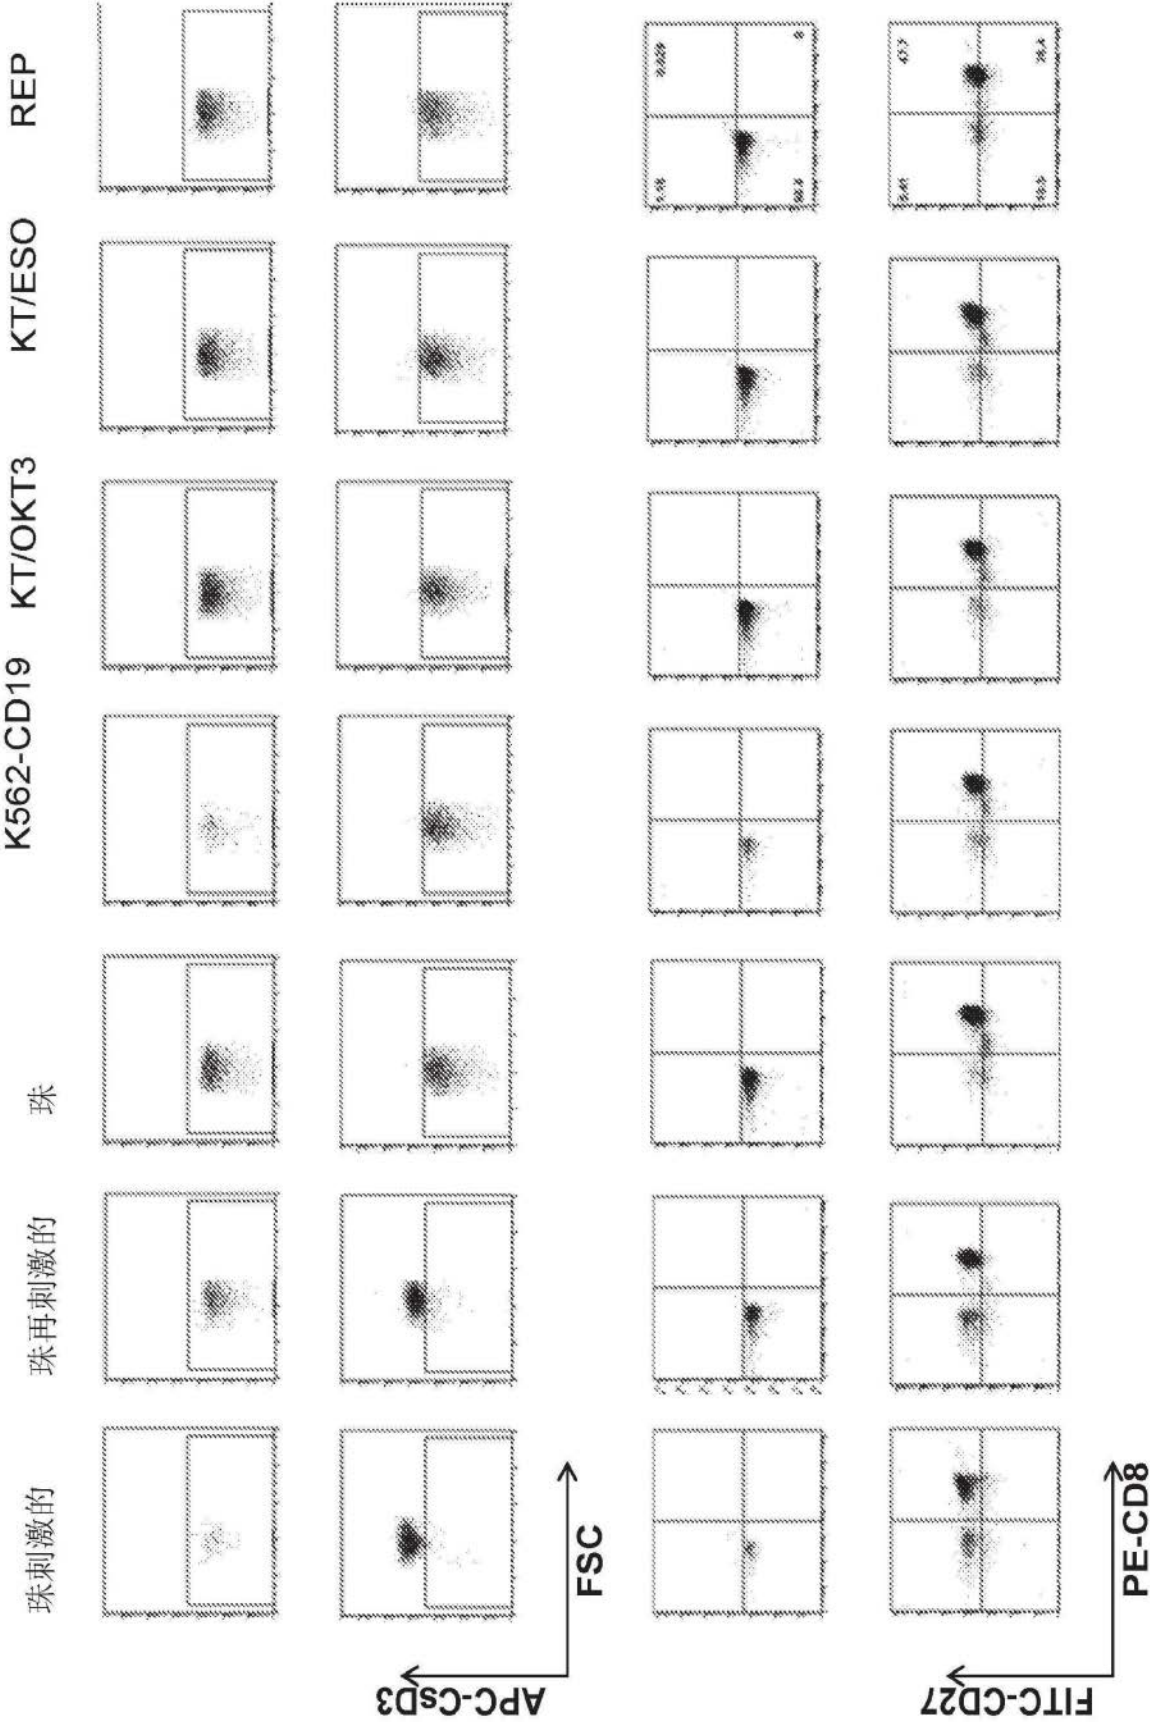 珠刺激的
珠再刺激的
珠
K562-CD19
KT/OKT3
KT/ESO
REP
APC-CsD3
FSC
0
FITC-CD27
PE-CD8